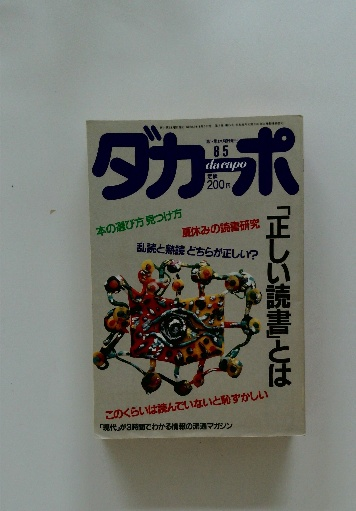 ダカーポ
8・5
da capo
定価
200円
本の選び方 見つけ方
夏休みの読書研究
乱読と熟読 どちらが正しい?
「正しい読書」とは
このくらいは読んでいないと恥ずかしい
「現代」が3時間でわかる情報の流通マガジン